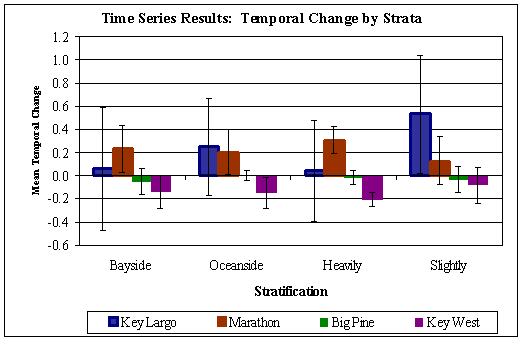 Time Series Results: Temporal Change by Strata
1.2
1.0
0.8
0.6
0.4
0.2
0.0
-0.2
-0.4
-0.6
Mean Temporal Change
Bayside Oceanside Heavily Slightly
Stratification
Key Largo Marathon Big Pine Key West